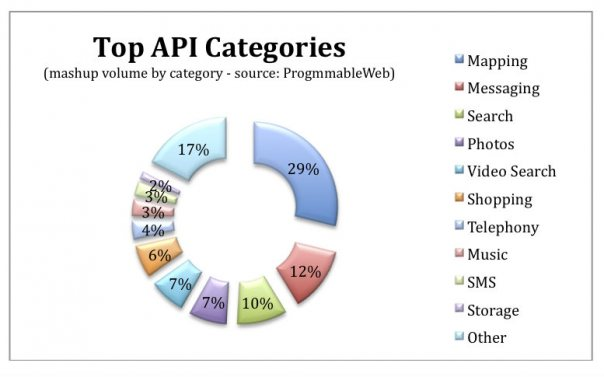 Top API Categories
(mashup volume by category - source: ProgmmableWeb)
Mapping
Messaging
Search
Photos
Video Search
Shopping
Telephony
Music
SMS
Storage
Other
29%
12%
10%
7%
7%
6%
4%
3%
3%
2%
17%